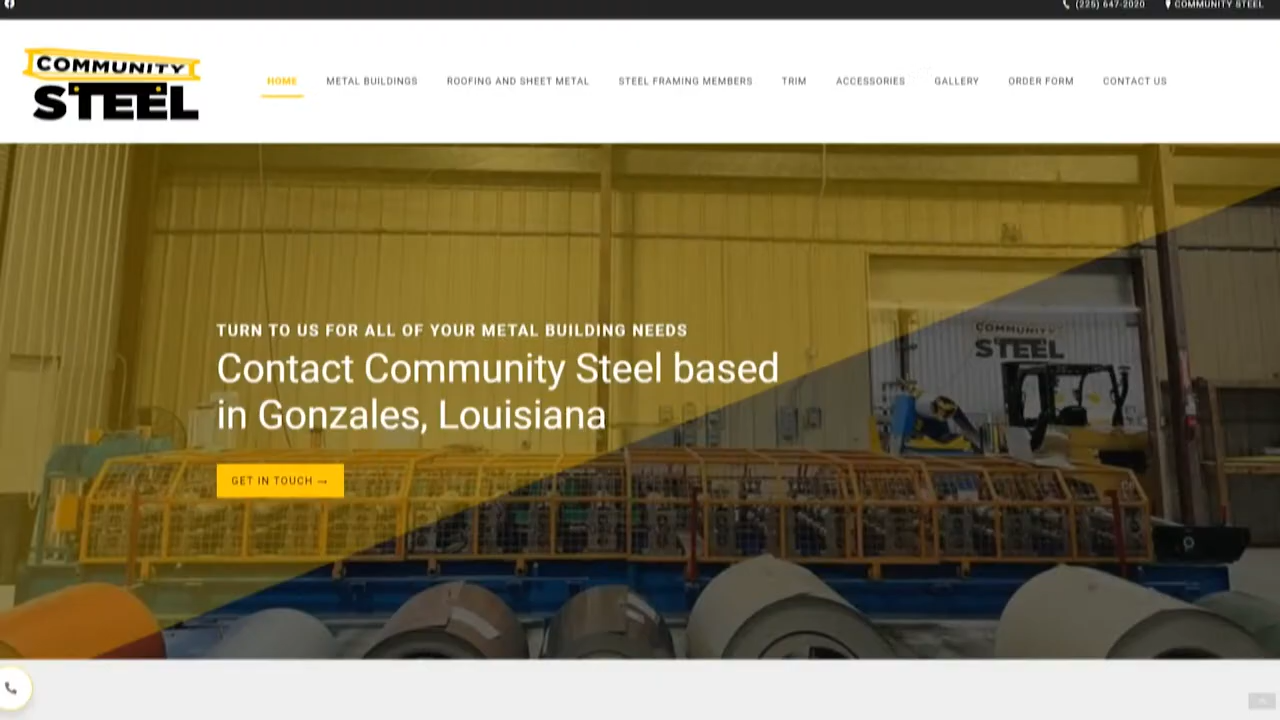 (225) 647-2020 COMMUNITY STEEL
COMMUNITY
STEEL
HOME METAL BUILDINGS ROOFING AND SHEET METAL STEEL FRAMING MEMBERS TRIM ACCESSORIES GALLERY ORDER FORM CONTACT US
COMMUNITY
STEEL
TURN TO US FOR ALL OF YOUR METAL BUILDING NEEDS
Contact Community Steel based
in Gonzales, Louisiana
GET IN TOUCH →